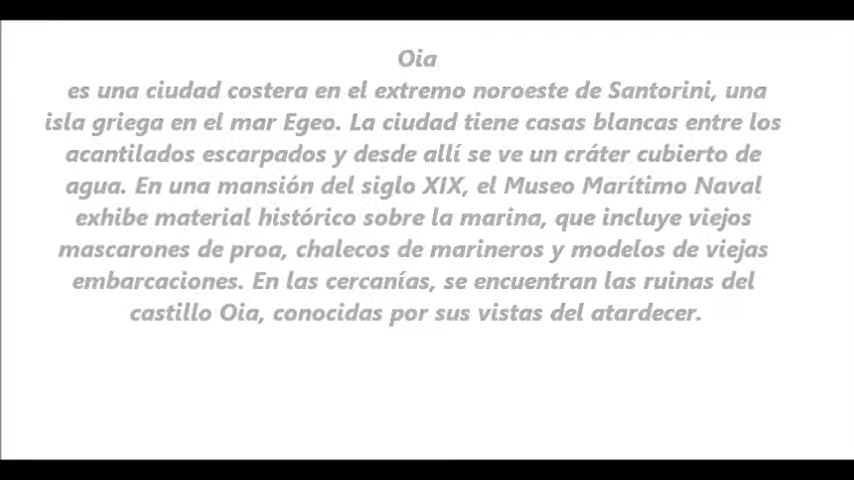 Oia
es una ciudad costera en el extremo noroeste de Santorini, una
isla griega en el mar Egeo. La ciudad tiene casas blancas entre los
acantilados escarpados y desde allí se ve un cráter cubierto de
agua. En una mansión del siglo XIX, el Museo Marítimo Naval
exhibe material histórico sobre la marina, que incluye viejos
mascarones de proa, chalecos de marineros y modelos de viejas
embarcaciones. En las cercanías, se encuentran las ruinas del
castillo Oia, conocidas por sus vistas del atardecer.